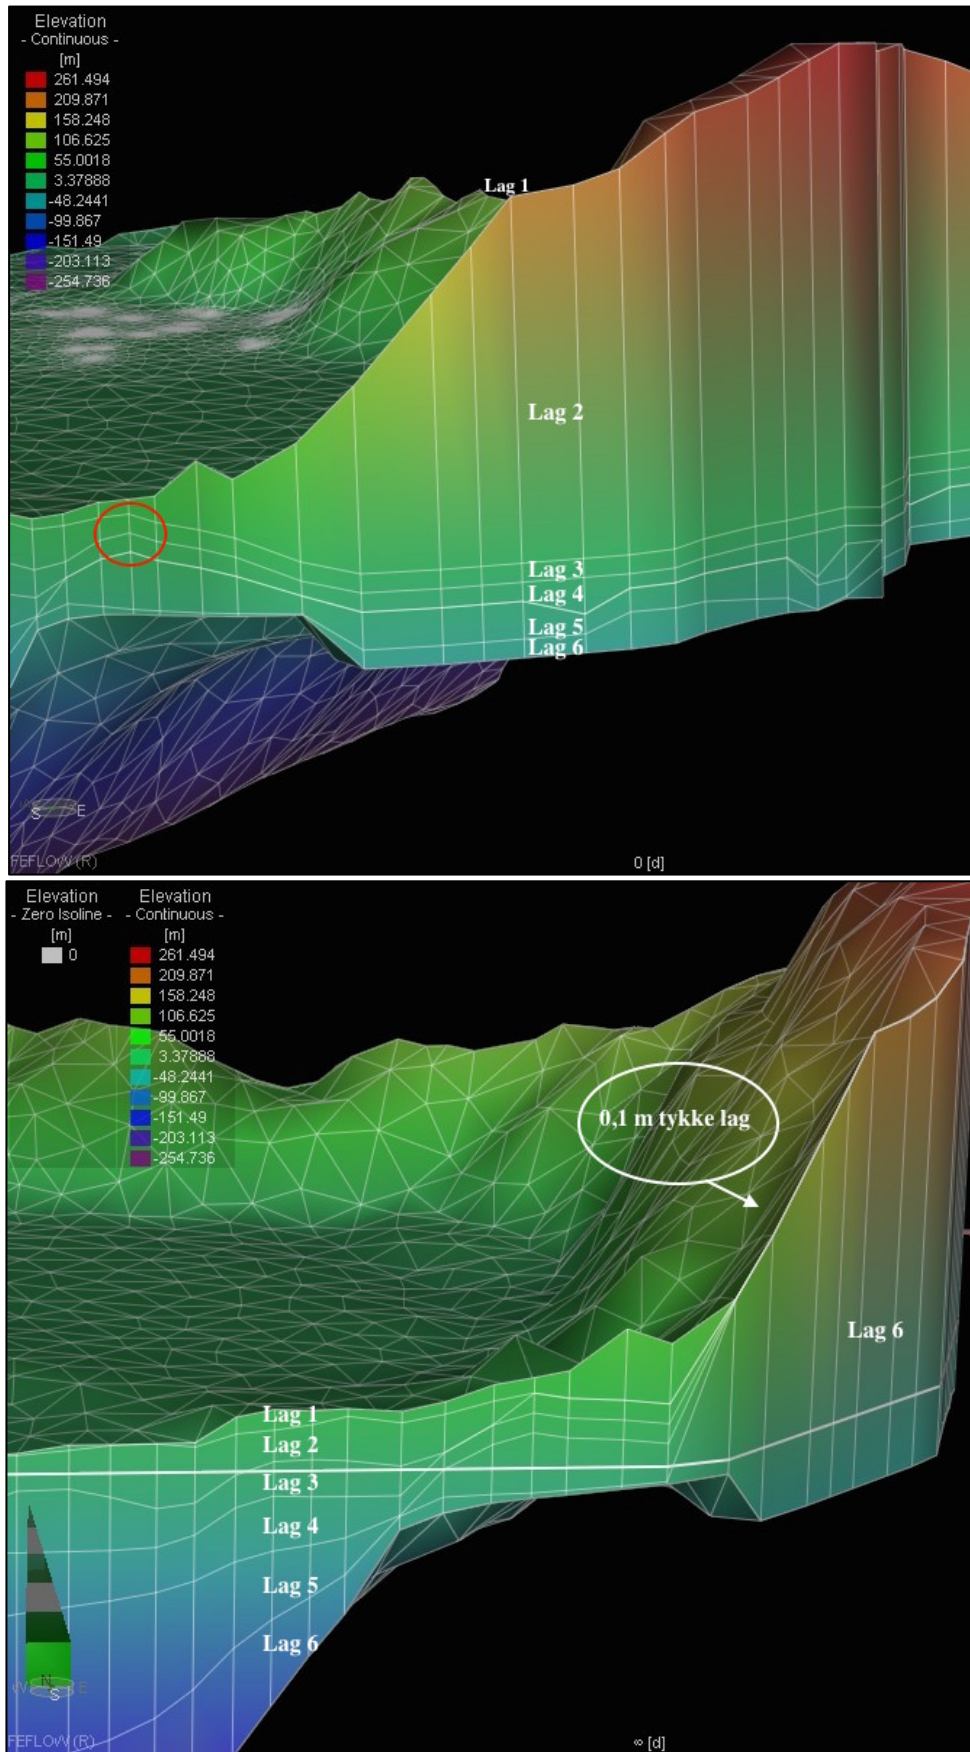 Elevation
- Continuous -
[m]
261.494
209.871
158.248
106.625
55.0018
3.37888
-48.2441
-99.867
-151.49
-203.113
-254.736
Lag 1
Lag 2
Lag 3
Lag 4
Lag 5
Lag 6
S E
FEFLOW (R)
0 [d]
Elevation
- Zero Isoline -
[m]
0
Elevation
- Continuous -
[m]
261.494
209.871
158.248
106.625
55.0018
3.37888
-48.2441
-99.867
-151.49
-203.113
-254.736
0,1 m tykke lag
Lag 6
Lag 1
Lag 2
Lag 3
Lag 4
Lag 5
Lag 6
N
W E
S
FEFLOW (R)
∞ [d]